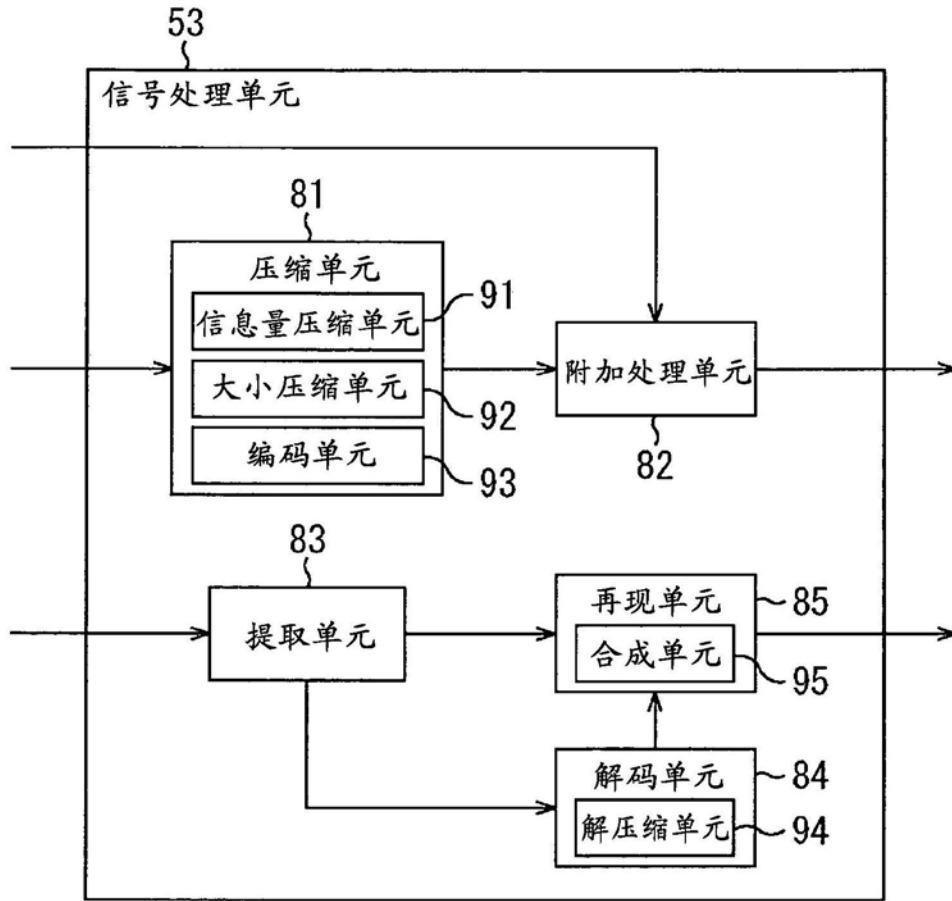 53
信号处理单元
81
压缩单元
信息量压缩单元
91
大小压缩单元
92
编码单元
93
附加处理单元
82
83
提取单元
再现单元
85
合成单元
95
解码单元
84
解压缩单元
94